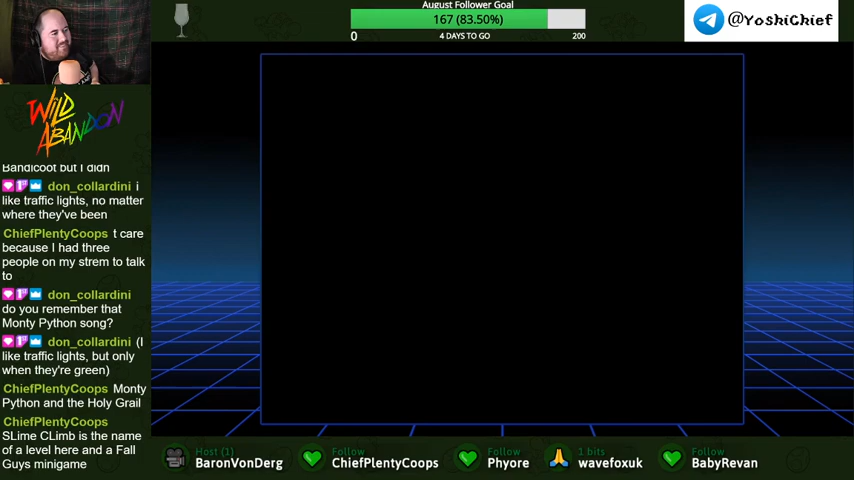 August Follower Goal
167 (83.50%)
0
4 DAYS TO GO
200
@YoshiChief
WILD
ABANDON
Bandicoot but I didn
don_collardini i
like traffic lights, no matter
where they've been
ChiefPlentyCoops t care
because I had three
people on my strem to talk
to
don_collardini
do you remember that
Monty Python song?
don_collardini (I
like traffic lights, but only
when they're green)
ChiefPlentyCoops Monty
Python and the Holy Grail
ChiefPlentyCoops
SLime CLimb is the name
of a level here and a Fall
Guys minigame
Host (1)
BaronVonDerg
Follow
ChiefPlentyCoops
Follow
Phyore
1 bits
wavefoxuk
Follow
BabyRevan